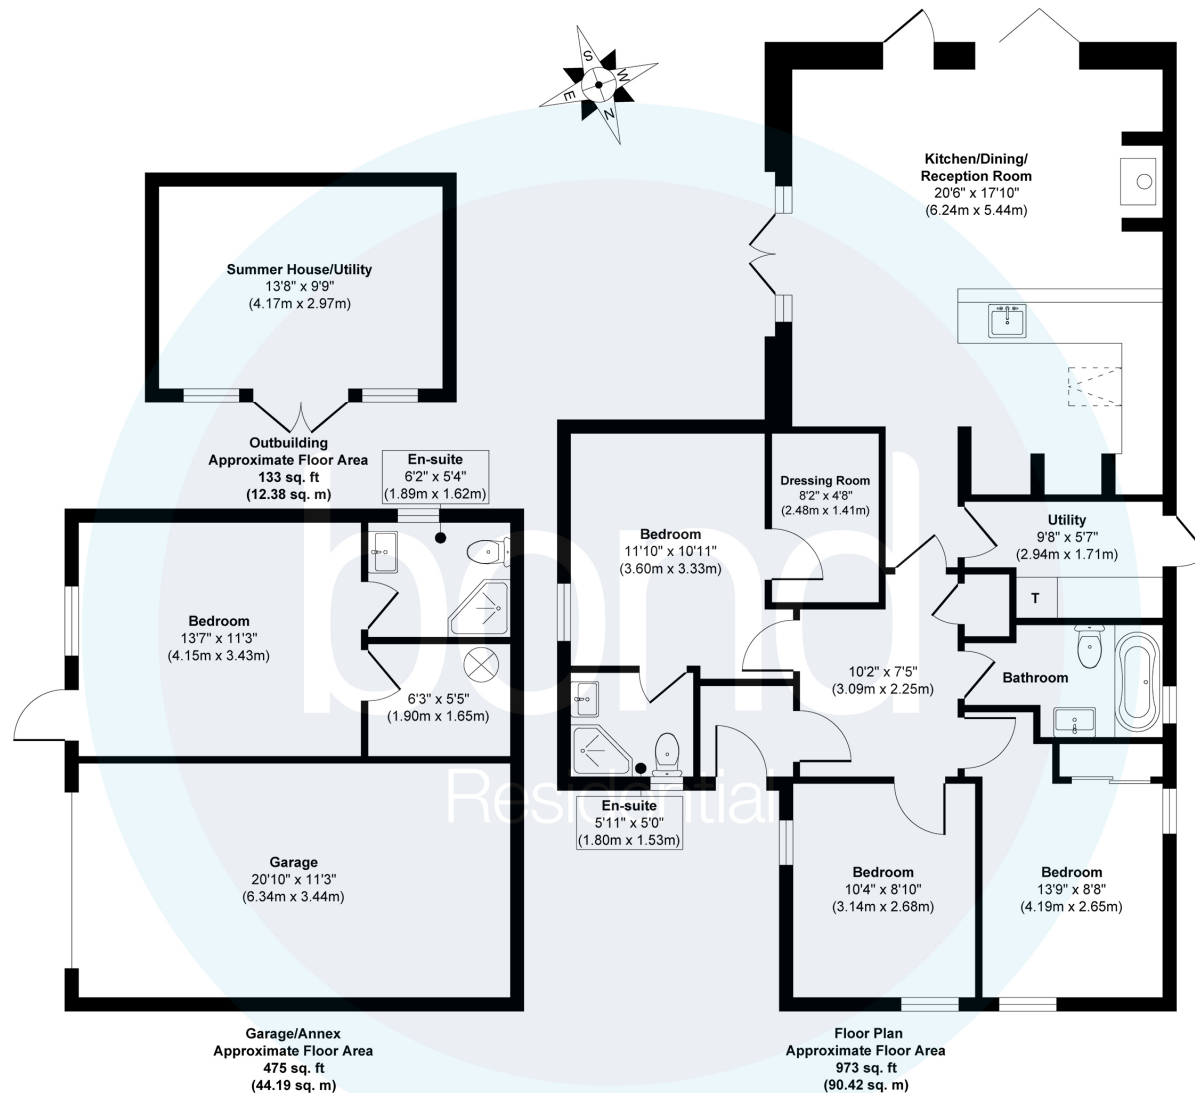 S
W
E
N
Kitchen/Dining/
Reception Room
20'6" x 17'10"
(6.24m x 5.44m)
Summer House/Utility
13'8" x 9'9"
(4.17m x 2.97m)
Outbuilding
Approximate Floor Area
133 sq. ft
(12.38 sq. m)
En-suite
6'2" x 5'4"
(1.89m x 1.62m)
Dressing Room
8'2" x 4'8"
(2.48m x 1.41m)
Bedroom
11'10" x 10'11"
(3.60m x 3.33m)
Utility
9'8" x 5'7"
(2.94m x 1.71m)
T
Bedroom
13'7" x 11'3"
(4.15m x 3.43m)
bond
Residential
6'3" x 5'5"
(1.90m x 1.65m)
10'2" x 7'5"
(3.09m x 2.25m)
Bathroom
En-suite
5'11" x 5'0"
(1.80m x 1.53m)
Garage
20'10" x 11'3"
(6.34m x 3.44m)
Bedroom
10'4" x 8'10"
(3.14m x 2.68m)
Bedroom
13'9" x 8'8"
(4.19m x 2.65m)
Garage/Annex
Approximate Floor Area
475 sq. ft
(44.19 sq. m)
Floor Plan
Approximate Floor Area
973 sq. ft
(90.42 sq. m)